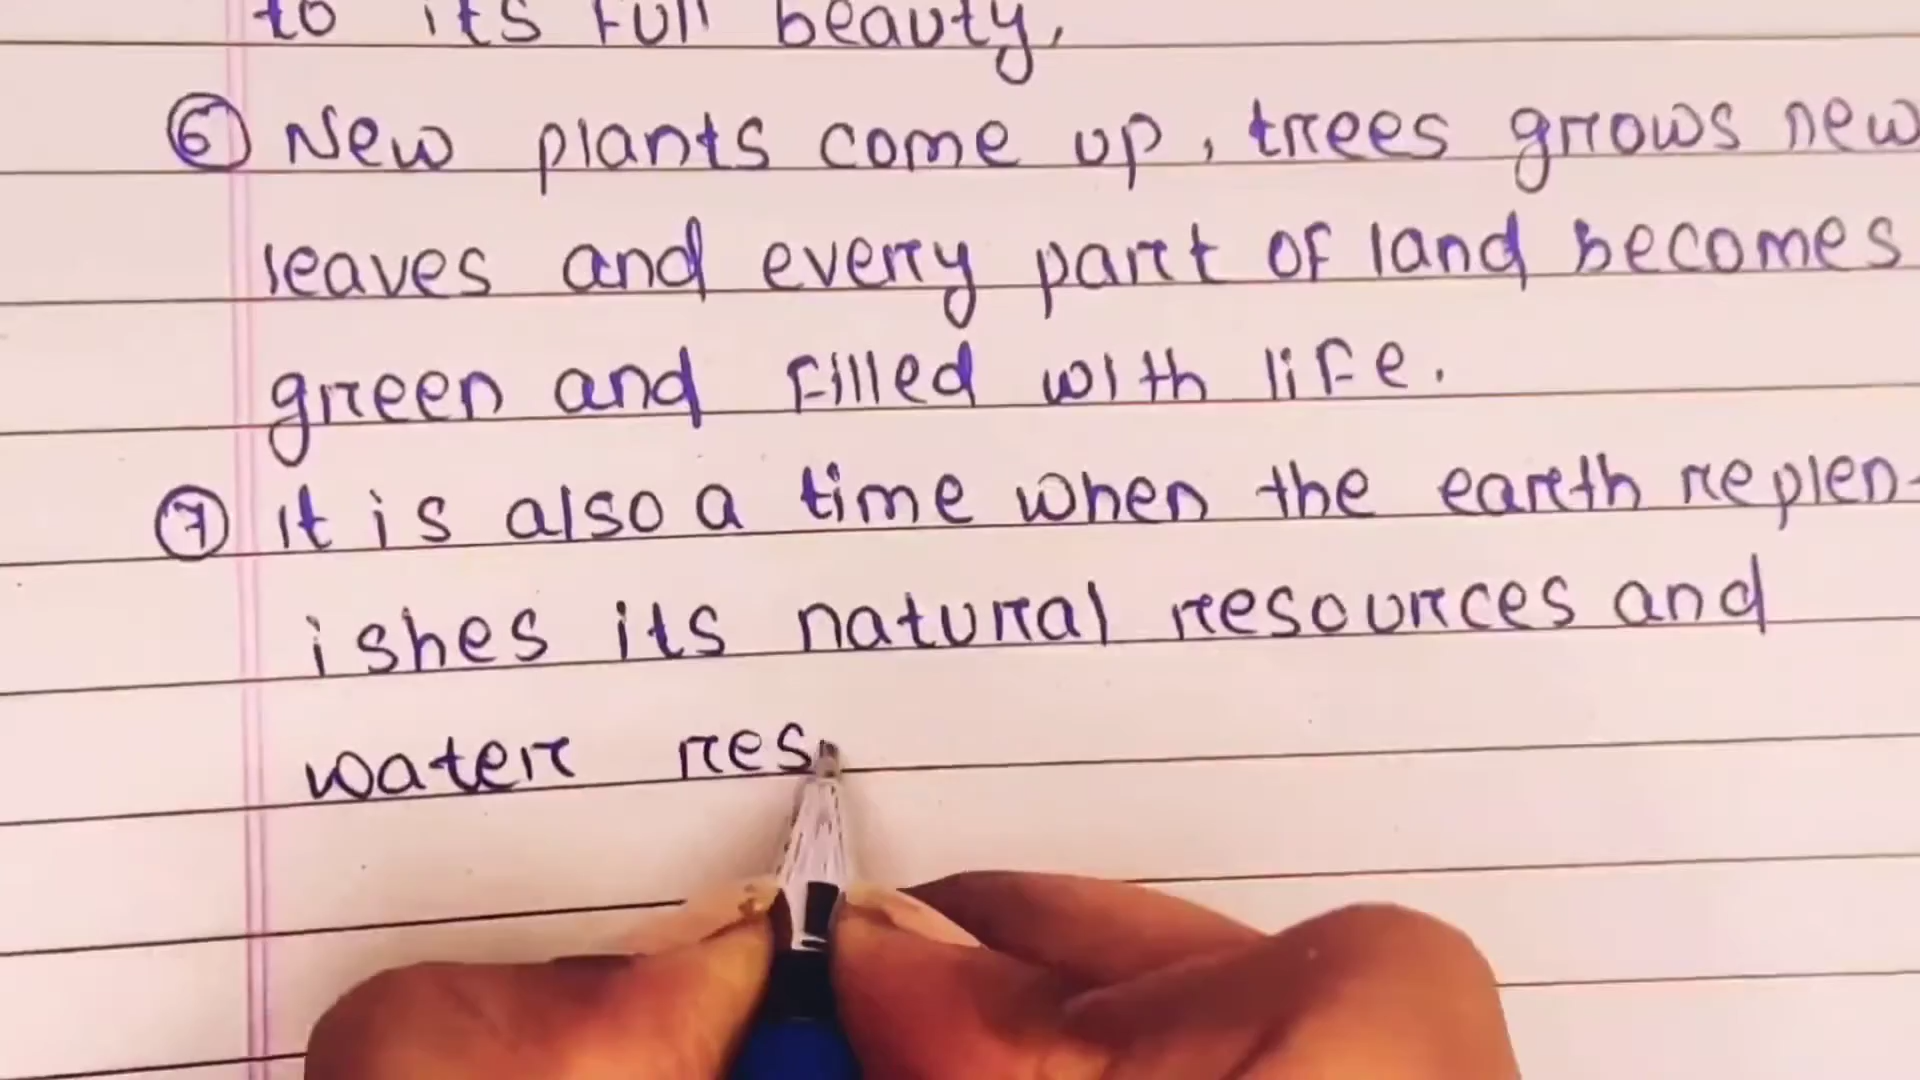 to its full beauty,
⑥ New plants come up, trees grows new
leaves and every part of land becomes
green and filled with life.
⑦ It is also a time when the earth replen-
ishes its natural resources and
water res